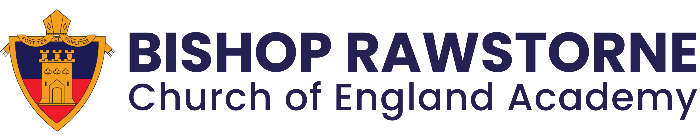 BISHOP RAWSTORNE
Church of England Academy